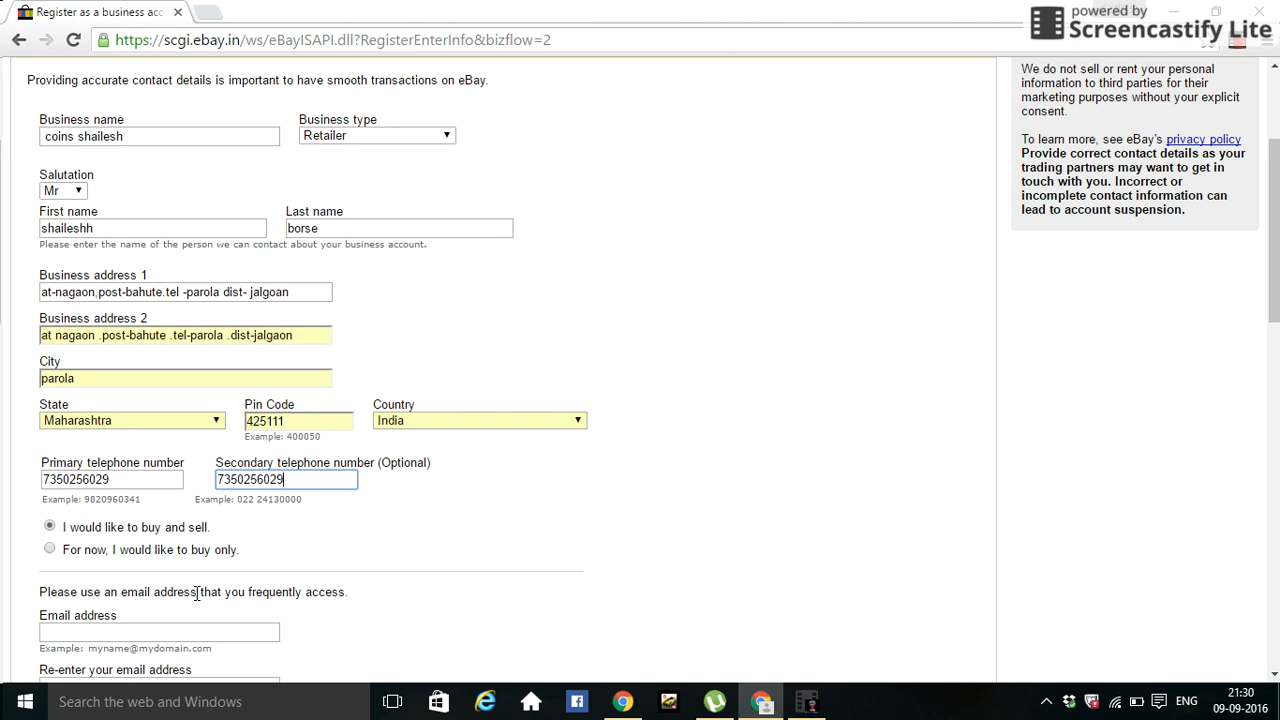 Register as a business acc
powered by
Screencastify Lite
https://scgi.ebay.in/ws/
bizflow=2
Providing accurate contact details is important to have smooth transactions on eBay.
We do not sell or rent your personal
information to third parties for their
marketing purposes without your explicit
consent.
To learn more, see eBay's privacy policy
Provide correct contact details as your
trading partners may want to get in
touch with you. Incorrect or
incomplete contact information can
lead to account suspension.
Business name Business type
coins shailesh Retailer
Salutation
Mr
First name Last name
shaileshh borse
Please enter the name of the person we can contact about your business account.
Business address 1
at-nagaon,post-bahute.tel -parola dist- jalgoan
Business address 2
at nagaon .post-bahute .tel-parola .dist-jalgaon
City
parola
State Pin Code Country
Maharashtra 425111 India
Example: 400050
Primary telephone number Secondary telephone number (Optional)
7350256029 7350256029
Example: 9820960341 Example: 022 24130000
I would like to buy and sell.
For now, I would like to buy only.
Please use an email address that you frequently access.
Email address
Example: myname@mydomain.com
Re-enter your email address
Search the web and Windows
ENG
21:30
09-09-2016